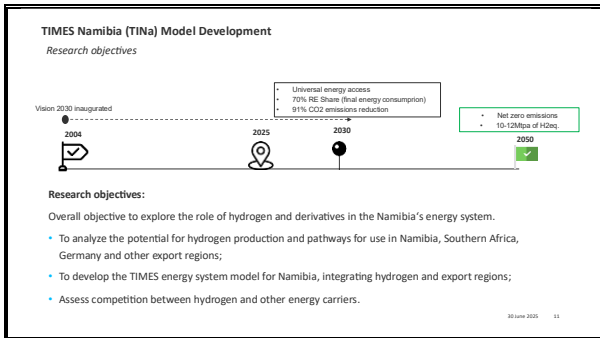 TIMES Namibia (TINa) Model Development
Research objectives
• Universal energy access
• 70% RE Share (final energy consumprion)
• 91% CO2 emissions reduction
Vision 2030 inaugurated
• Net zero emissions
• 10-12Mtpa of H2eq.
2004
2025
2030
2050
Research objectives:
Overall objective to explore the role of hydrogen and derivatives in the Namibia's energy system.
• To analyze the potential for hydrogen production and pathways for use in Namibia, Southern Africa,
Germany and other export regions;
• To develop the TIMES energy system model for Namibia, integrating hydrogen and export regions;
• Assess competition between hydrogen and other energy carriers.
30 June 2025 11